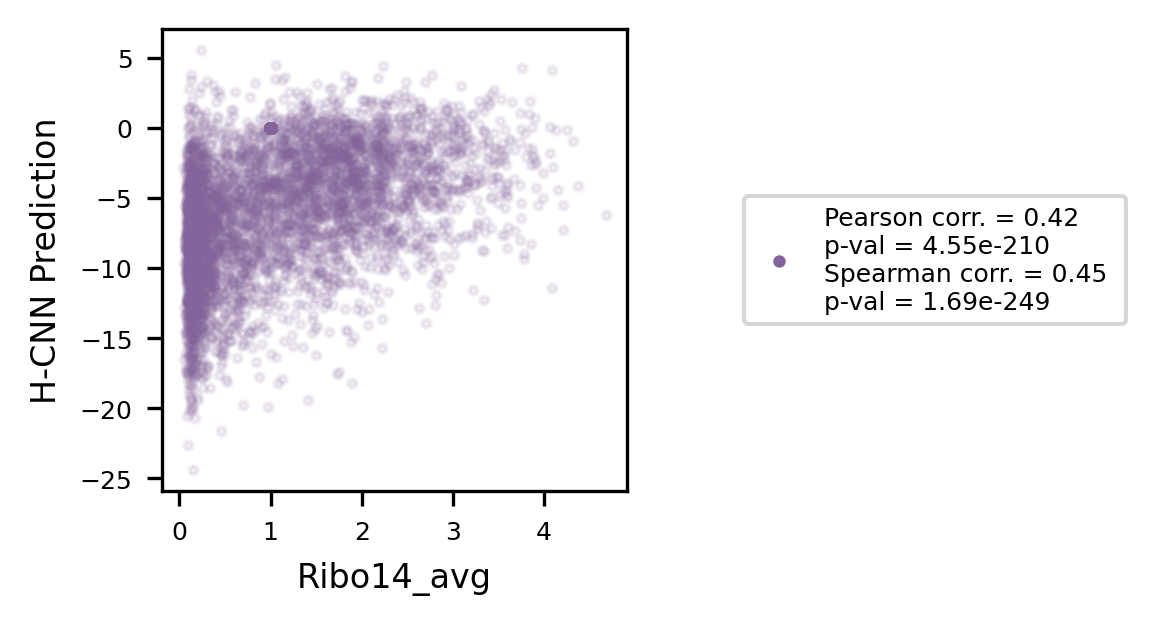 5
0
−5
−10
−15
−20
−25
H-CNN Prediction
0 1 2 3 4
Ribo14_avg
Pearson corr. = 0.42
p-val = 4.55e-210
Spearman corr. = 0.45
p-val = 1.69e-249